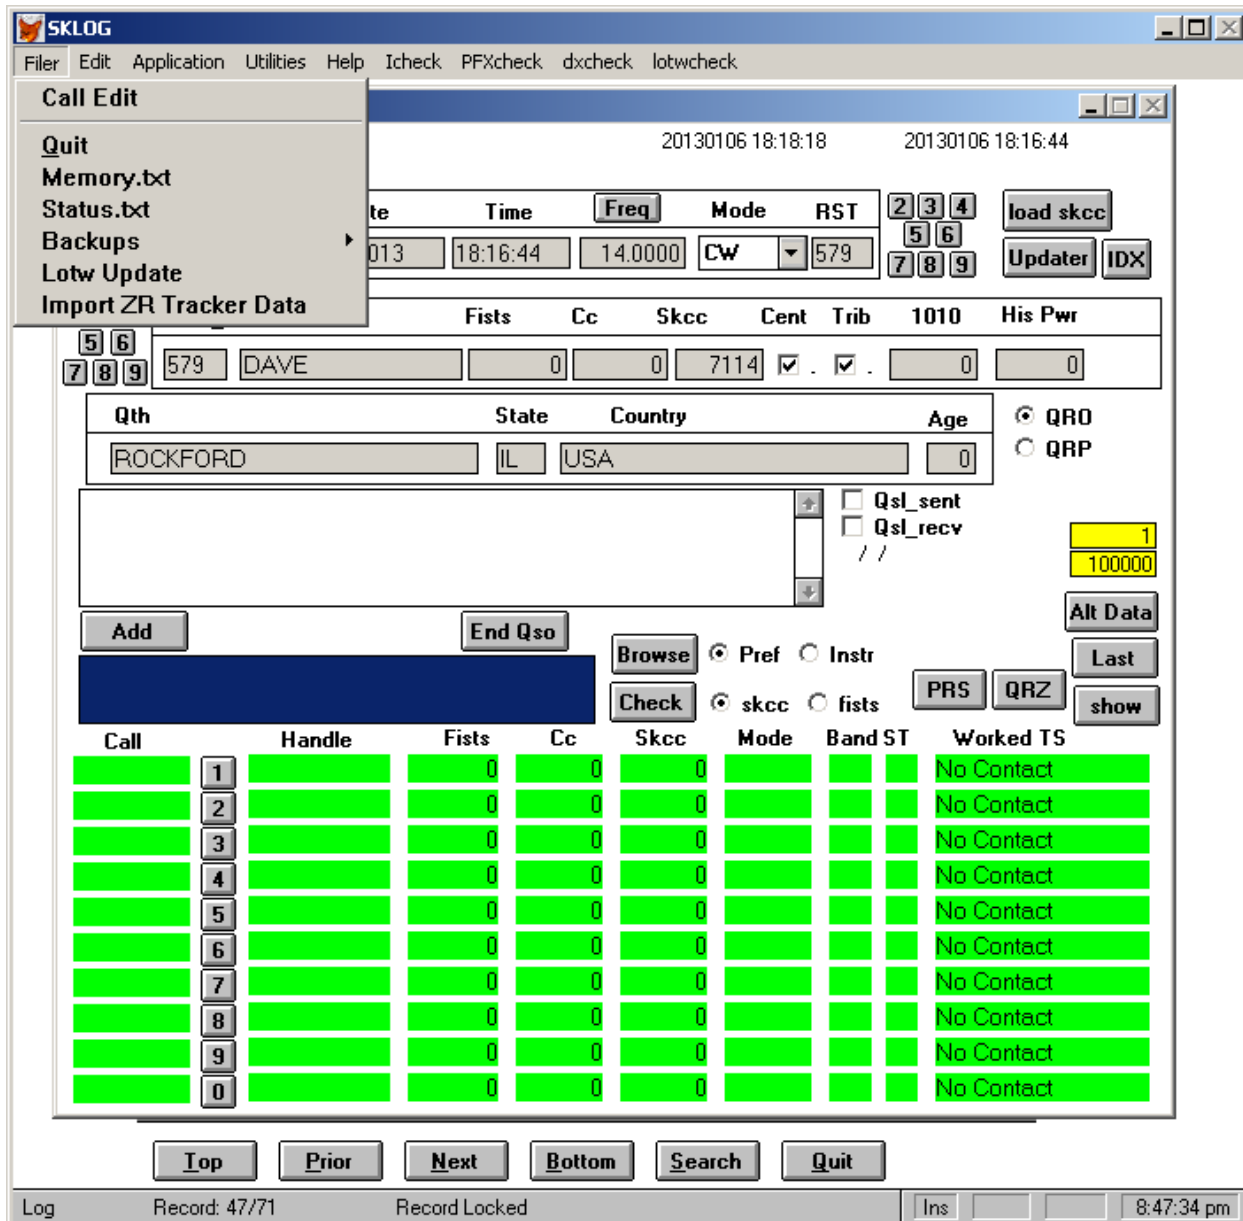 SKLOG
Filer Edit Application Utilities Help Icheck PFXcheck dxcheck lotwcheck
Call Edit
Quit
Memory.txt
Status.txt
Backups
Lotw Update
Import ZR Tracker Data
20130106 18:18:18 20130106 18:16:44
te Time Freq Mode RST 2 3 4 load skcc
5 6
013 18:16:44 14.0000 CW 579 7 8 9 Updater IDX
Fists Cc Skcc Cent Trib 1010 His Pwr
5 6
7 8 9 579 DAVE 0 0 7114 . . 0 0
Qth State Country Age QRO
ROCKFORD IL USA 0 QRP
Qsl_sent
Qsl_recv
/ /
1
100000
Alt Data
Add End Qso
Browse Pref Instr Last
Check skcc fists PRS QRZ show
Call Handle Fists Cc Skcc Mode Band ST Worked TS
1 0 0 0 No Contact
2 0 0 0 No Contact
3 0 0 0 No Contact
4 0 0 0 No Contact
5 0 0 0 No Contact
6 0 0 0 No Contact
7 0 0 0 No Contact
8 0 0 0 No Contact
9 0 0 0 No Contact
0 0 0 0 No Contact
Top Prior Next Bottom Search Quit
Log Record: 47/71 Record Locked Ins 8:47:34 pm